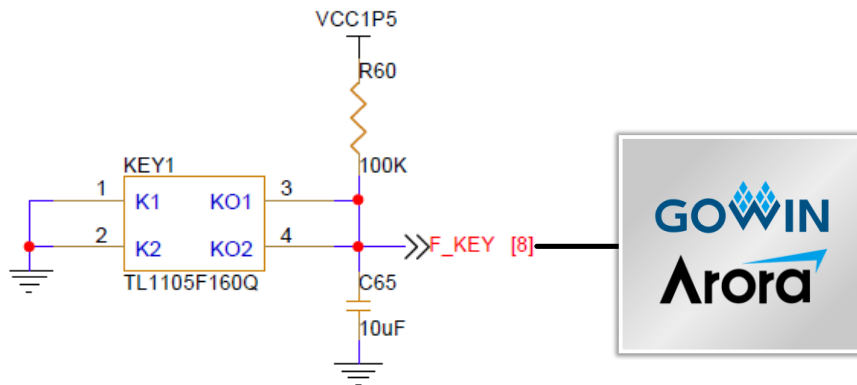 VCC1P5
R60
100K
KEY1
1 K1 KO1 3
2 K2 KO2 4
TL1105F160Q
F_KEY [8]
C65
10uF
GOWIN
Arora